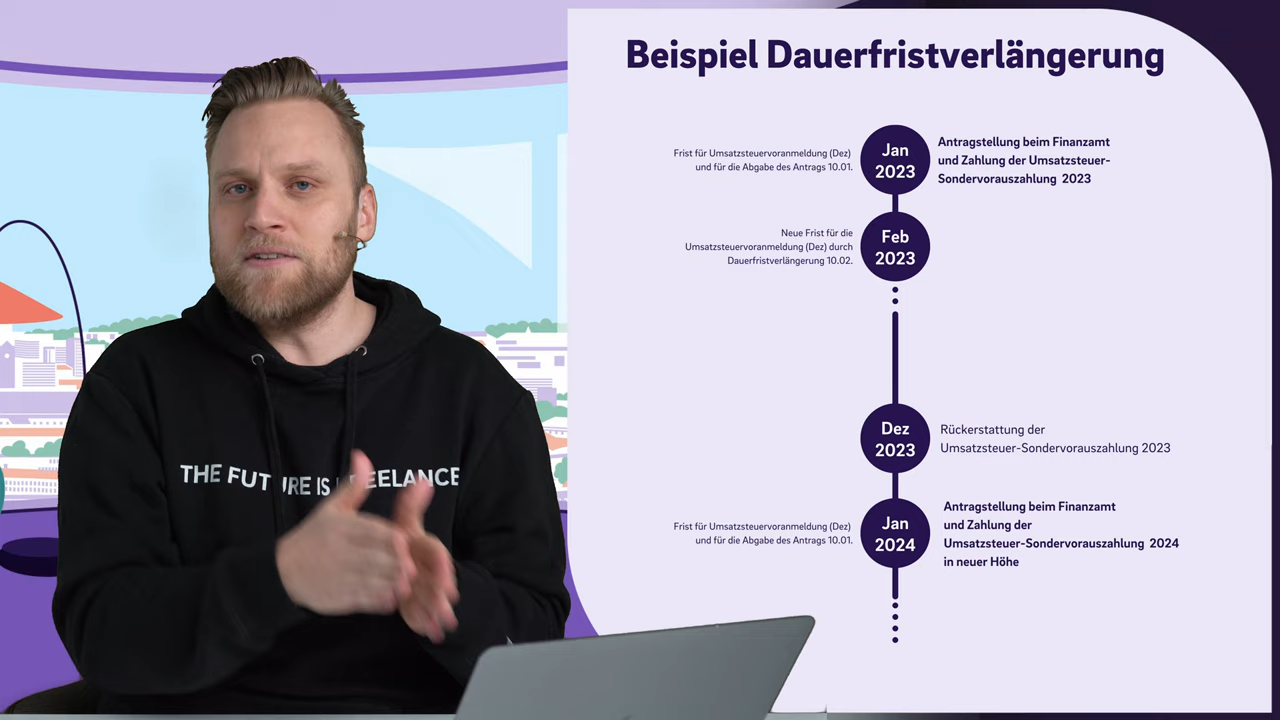 Beispiel Dauerfristverlängerung
Frist für Umsatzsteuervoranmeldung (Dez)
und für die Abgabe des Antrags 10.01.
Jan
2023
Antragstellung beim Finanzamt
und Zahlung der Umsatzsteuer-
Sondervorauszahlung 2023
Neue Frist für die
Umsatzsteuervoranmeldung (Dez) durch
Dauerfristverlängerung 10.02.
Feb
2023
Dez
2023
Rückerstattung der
Umsatzsteuer-Sondervorauszahlung 2023
Frist für Umsatzsteuervoranmeldung (Dez)
und für die Abgabe des Antrags 10.01.
Jan
2024
Antragstellung beim Finanzamt
und Zahlung der
Umsatzsteuer-Sondervorauszahlung 2024
in neuer Höhe
THE FUTURE IS FREELANCE